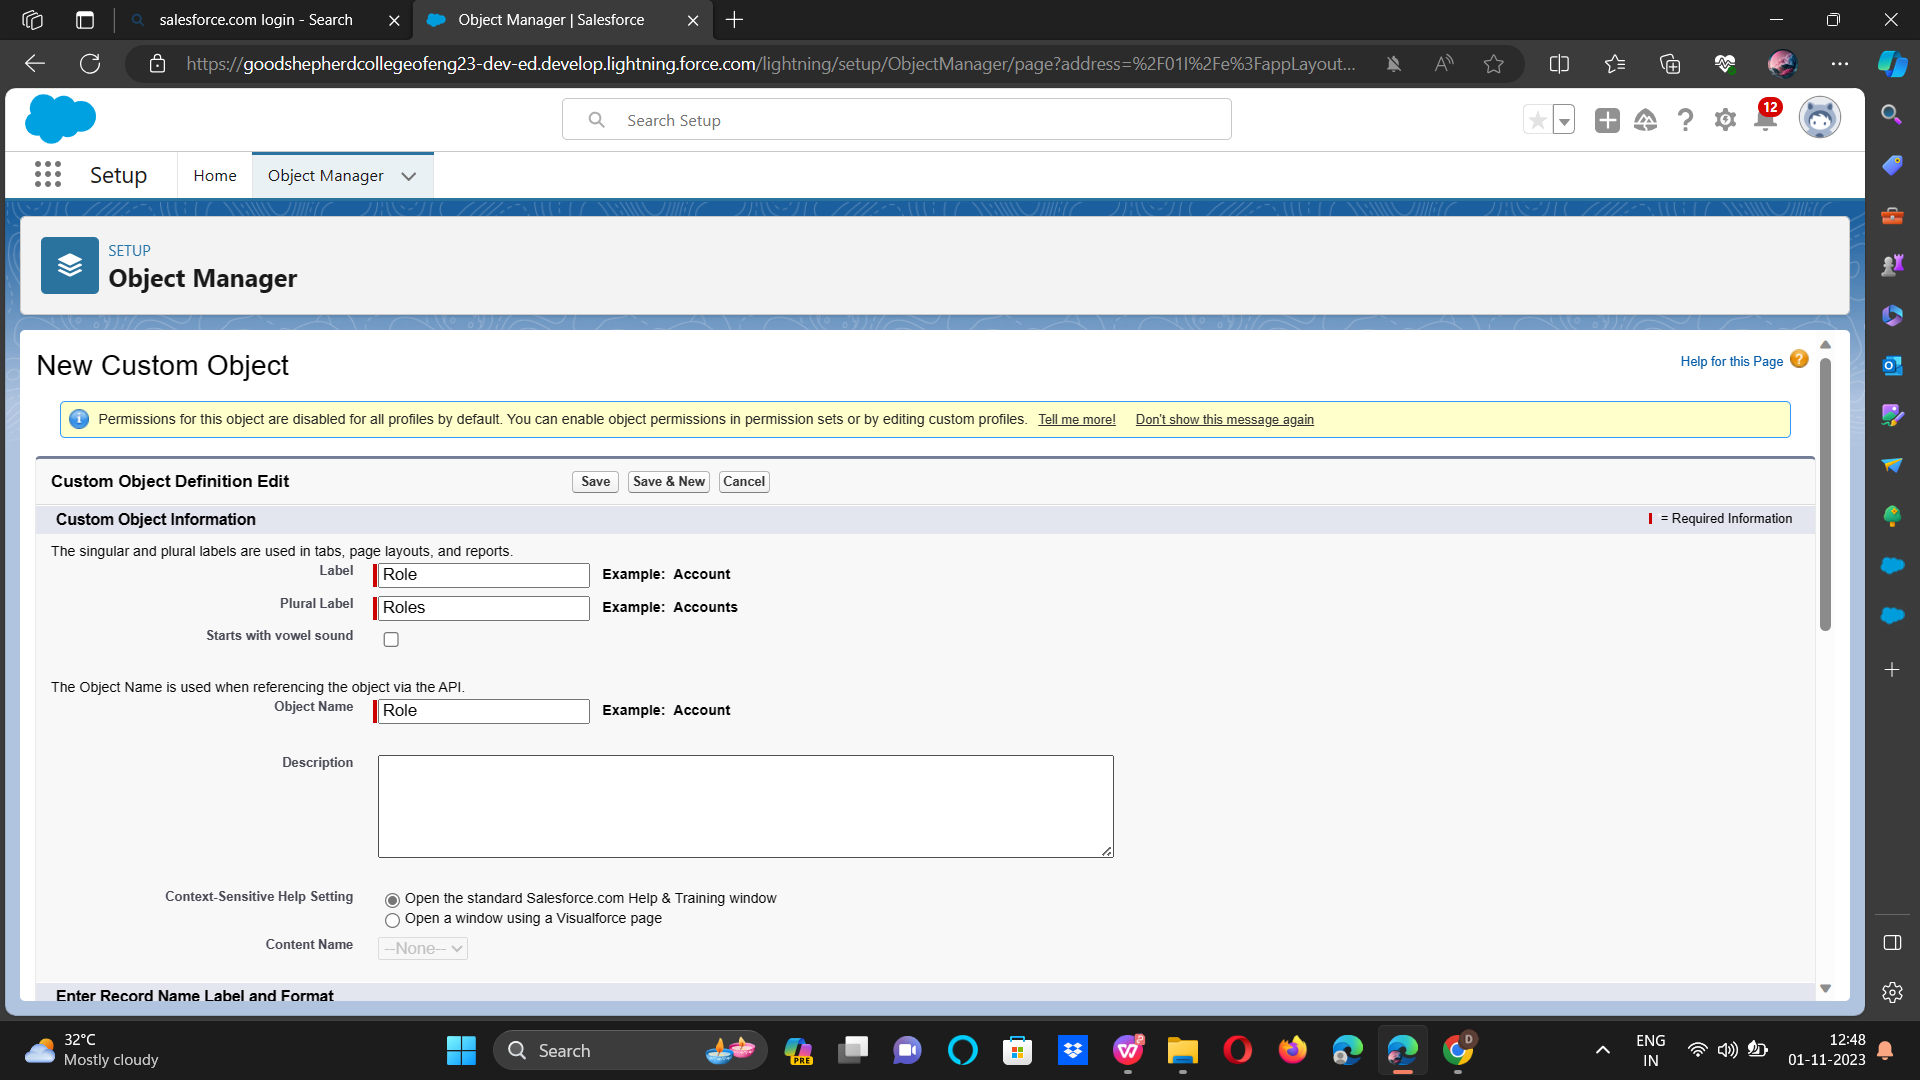 salesforce.com login - Search
Object Manager | Salesforce
https://goodshepherdcollegeofeng23-dev-ed.develop.lightning.force.com/lightning/setup/ObjectManager/page?address=%2F01I%2Fe%3FappLayout...
Search Setup
12
Setup
Home
Object Manager
SETUP
Object Manager
New Custom Object
Help for this Page
Permissions for this object are disabled for all profiles by default. You can enable object permissions in permission sets or by editing custom profiles. Tell me more! Don't show this message again
Custom Object Definition Edit
Save
Save & New
Cancel
Custom Object Information
= Required Information
The singular and plural labels are used in tabs, page layouts, and reports.
Label Role Example: Account
Plural Label Roles Example: Accounts
Starts with vowel sound
The Object Name is used when referencing the object via the API.
Object Name Role Example: Account
Description
Context-Sensitive Help Setting Open the standard Salesforce.com Help & Training window
Open a window using a Visualforce page
Content Name --None--
Enter Record Name Label and Format
32°C
Mostly cloudy
Search
PRE
D
ENG
IN
12:48
01-11-2023